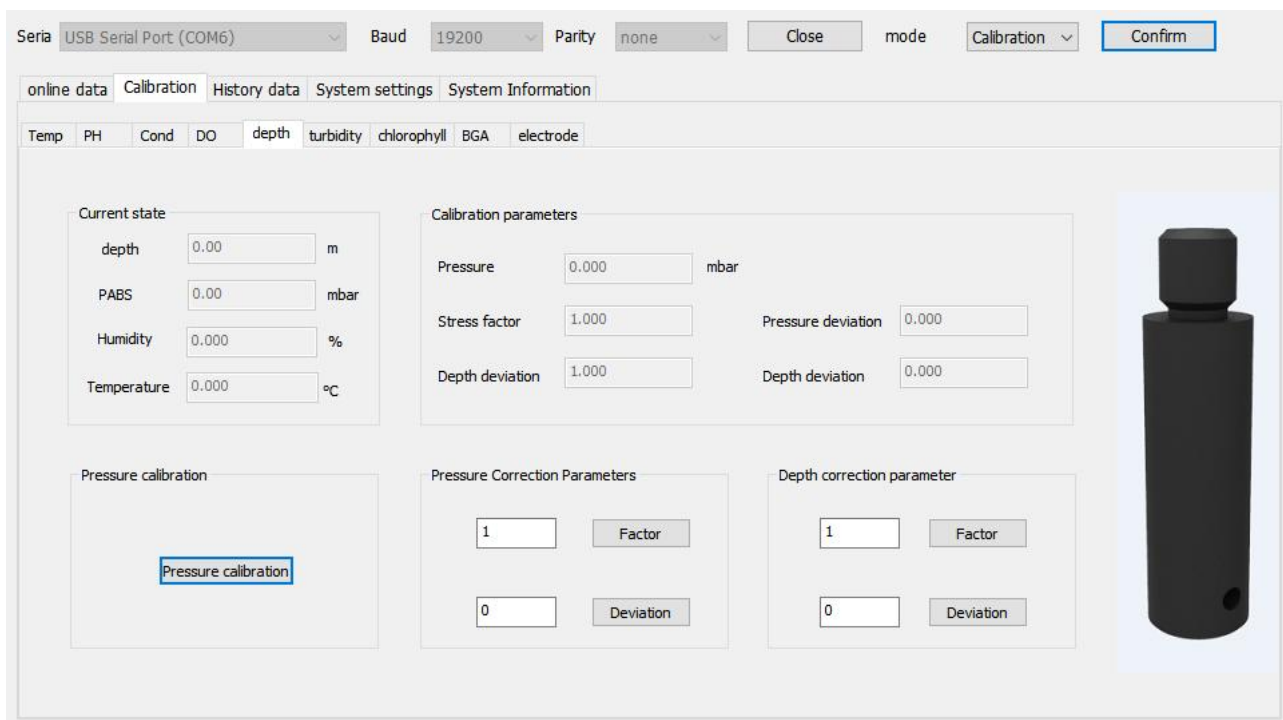 Seria USB Serial Port (COM6) Baud 19200 Parity none Close mode Calibration Confirm
online data Calibration History data System settings System Information
Temp PH Cond DO depth turbidity chlorophyll BGA electrode
Current state
depth 0.00 m
PABS 0.00 mbar
Humidity 0.000 %
Temperature 0.000 ℃
Calibration parameters
Pressure 0.000 mbar
Stress factor 1.000 Pressure deviation 0.000
Depth deviation 1.000 Depth deviation 0.000
Pressure calibration
Pressure calibration
Pressure Correction Parameters
1 Factor
0 Deviation
Depth correction parameter
1 Factor
0 Deviation